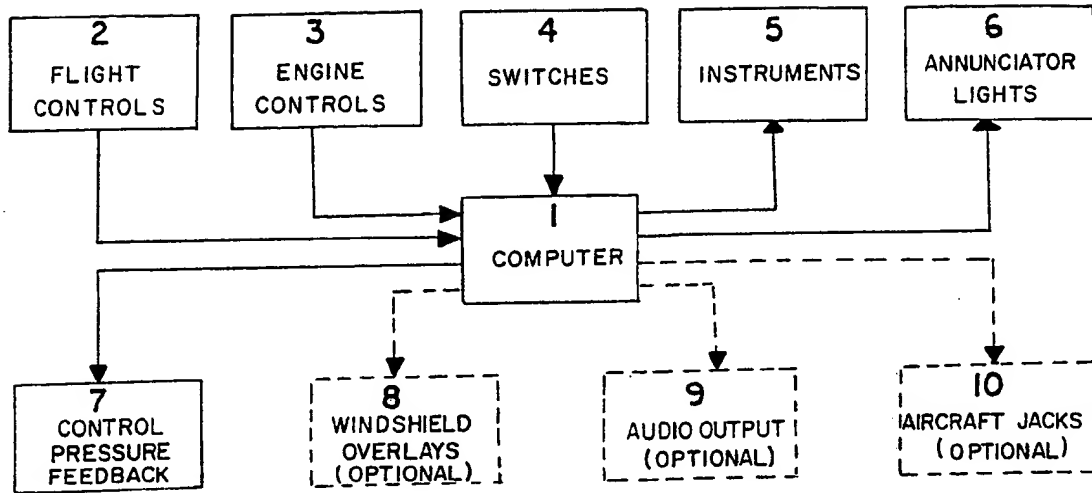 2
FLIGHT
CONTROLS
3
ENGINE
CONTROLS
4
SWITCHES
5
INSTRUMENTS
6
ANNUNCIATOR
LIGHTS
1
COMPUTER
7
CONTROL
PRESSURE
FEEDBACK
8
WINDSHIELD
OVERLAYS
(OPTIONAL)
9
AUDIO OUTPUT
(OPTIONAL)
10
AIRCRAFT JACKS
(OPTIONAL)